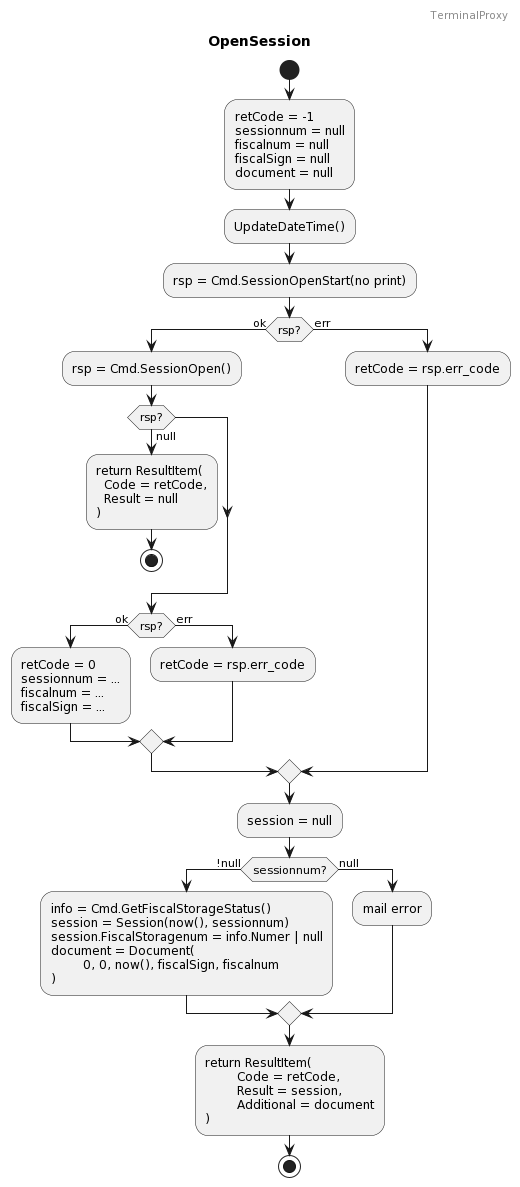 TerminalProxy
OpenSession
retCode = -1
sessionnum = null
fiscalnum = null
fiscalSign = null
document = null
UpdateDateTime()
rsp = Cmd.SessionOpenStart(no print)
ok
rsp?
err
rsp = Cmd.SessionOpen()
retCode = rsp.err_code
rsp?
null
return ResultItem(
  Code = retCode,
  Result = null
)
ok
rsp?
err
retCode = 0
sessionnum = ...
fiscalnum = ...
fiscalSign = ...
retCode = rsp.err_code
session = null
!null
sessionnum?
null
info = Cmd.GetFiscalStorageStatus()
session = Session(now(), sessionnum)
session.FiscalStoragenum = info.Numer | null
document = Document(
        0, 0, now(), fiscalSign, fiscalnum
)
mail error
return ResultItem(
        Code = retCode,
        Result = session,
        Additional = document
)